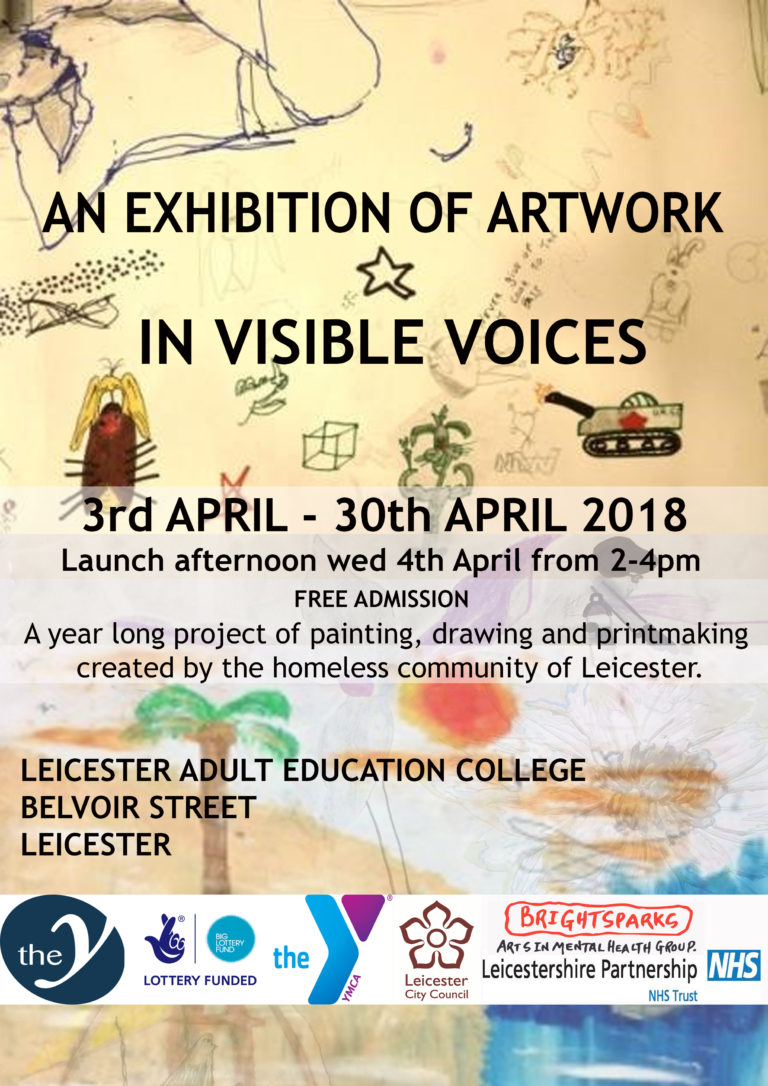 AN EXHIBITION OF ARTWORK
IN VISIBLE VOICES
3rd APRIL - 30th APRIL 2018
Launch afternoon wed 4th April from 2-4pm
FREE ADMISSION
A year long project of painting, drawing and printmaking
created by the homeless community of Leicester.
LEICESTER ADULT EDUCATION COLLEGE
BELVOIR STREET
LEICESTER
the y
BIG
LOTTERY
FUND
LOTTERY FUNDED
the Y
YMCA
Leicester
City Council
BRIGHTSPARKS
ARTS IN MENTAL HEALTH GROUP.
Leicestershire Partnership NHS
NHS Trust